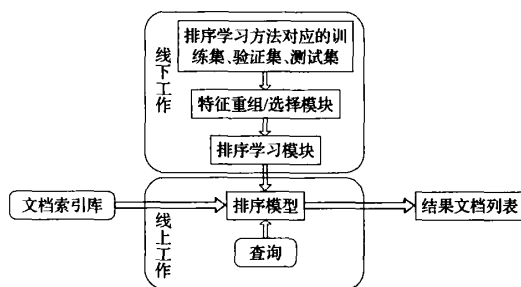 线下工作
排序学习方法对应的训
练集、验证集、测试集
特征重组/选择模块
排序学习模块
文档索引库
排序模型
结果文档列表
线上工作
查询